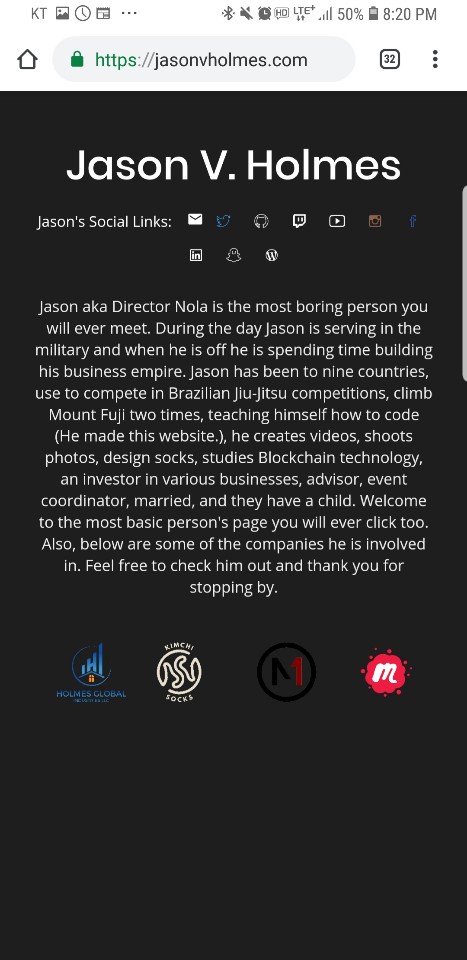 KT HD LTE+ 50% 8:20 PM
https://jasonvholmes.com 32
Jason V. Holmes
Jason's Social Links:
Jason aka Director Nola is the most boring person you
will ever meet. During the day Jason is serving in the
military and when he is off he is spending time building
his business empire. Jason has been to nine countries,
use to compete in Brazilian Jiu-Jitsu competitions, climb
Mount Fuji two times, teaching himself how to code
(He made this website.), he creates videos, shoots
photos, design socks, studies Blockchain technology,
an investor in various businesses, advisor, event
coordinator, married, and they have a child. Welcome
to the most basic person's page you will ever click too.
Also, below are some of the companies he is involved
in. Feel free to check him out and thank you for
stopping by.
KIMCHI
SOCKS
M1
m
HOLMES GLOBAL
INDUSTRIES LLC